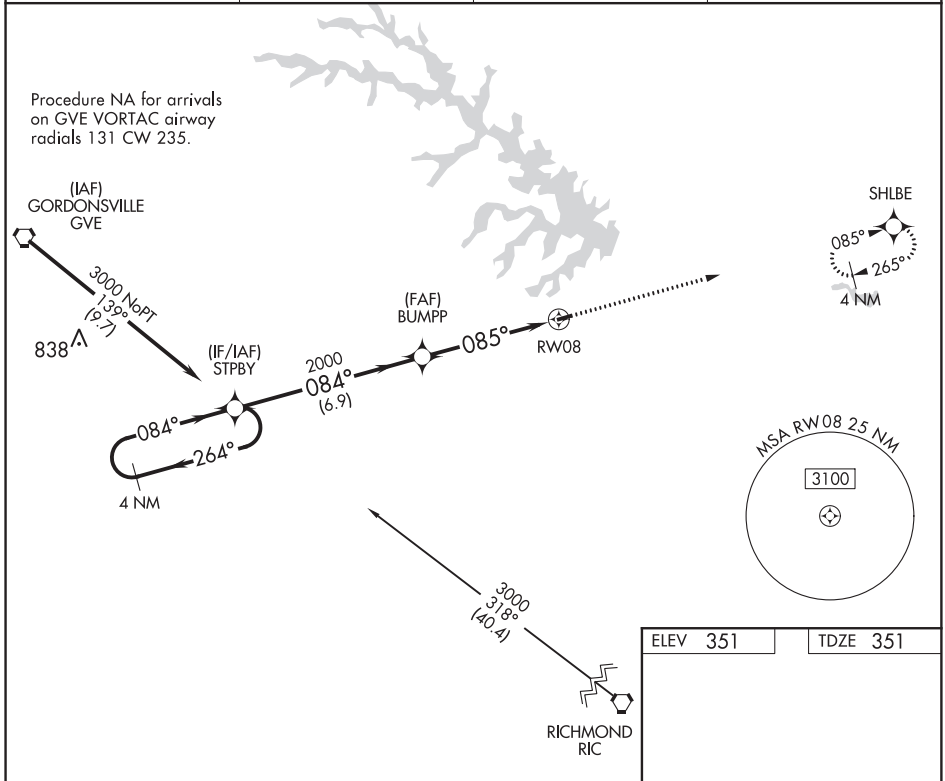 Procedure NA for arrivals
on GVE VORTAC airway
radials 131 CW 235.
(IAF)
GORDONSVILLE
GVE
3000 NoPT
139°
(9.7)
838
(IF/IAF)
STPBY
084°
264°
4 NM
2000
084°
(6.9)
(FAF)
BUMPP
085°
RW08
SHLBE
085°
265°
4 NM
MSA RW08 25 NM
3100
3000
318°
(40.4)
RICHMOND
RIC
ELEV 351
TDZE 351